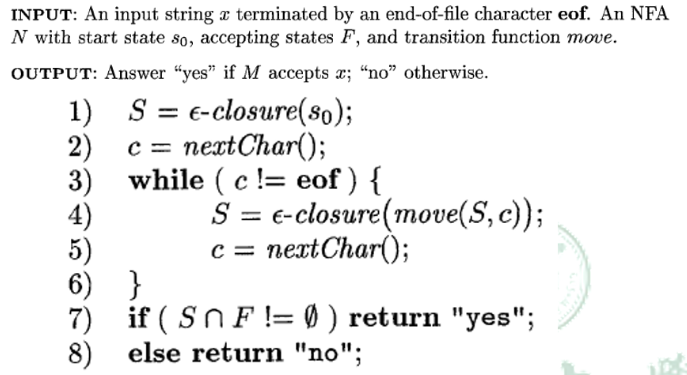 INPUT: An input string x terminated by an end-of-file character eof. An NFA
N with start state s₀, accepting states F, and transition function move.
OUTPUT: Answer “yes” if M accepts x; “no” otherwise.
1) S = ϵ-closure(s₀);
2) c = nextChar();
3) while ( c != eof ) {
4) S = ϵ-closure(move(S, c));
5) c = nextChar();
6) }
7) if ( S ∩ F != ∅ ) return "yes";
8) else return "no";